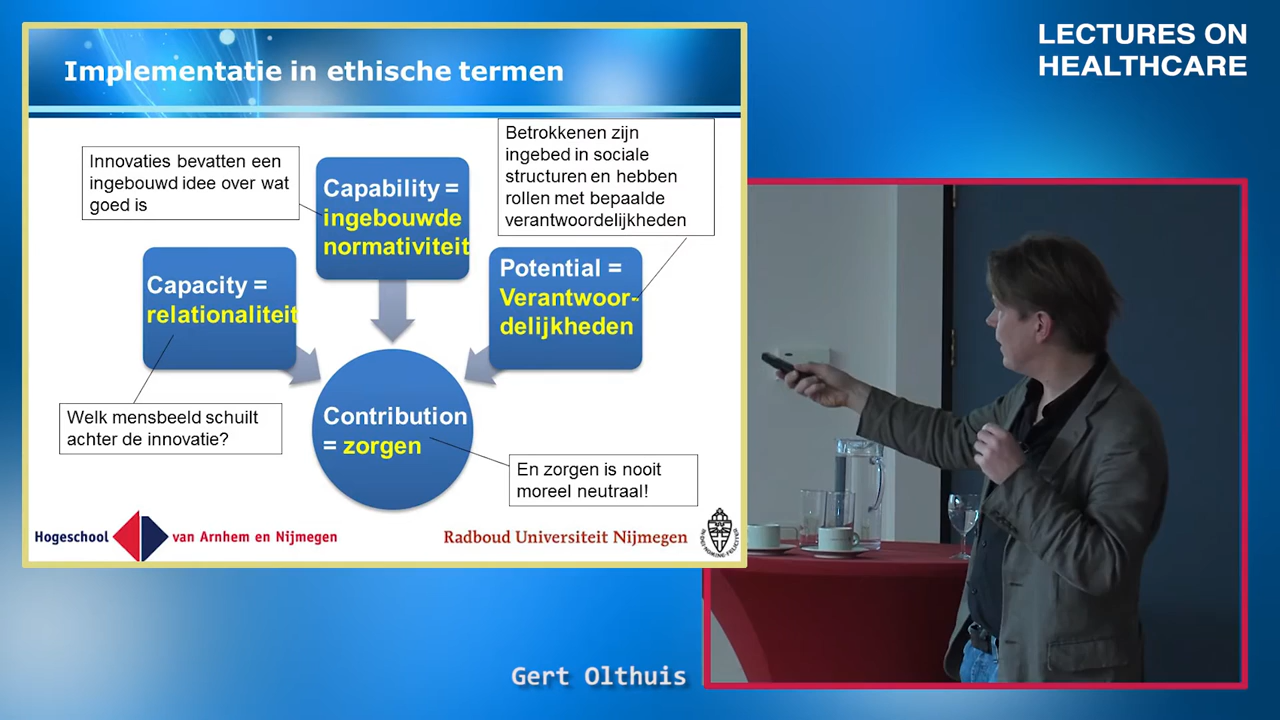 LECTURES ON
HEALTHCARE
Implementatie in ethische termen
Innovaties bevatten een
ingebouwd idee over wat
goed is
Capability =
ingebouwde
normativiteit
Betrokkenen zijn
ingebed in sociale
structuren en hebben
rollen met bepaalde
verantwoordelijkheden
Capacity =
relationaliteit
Potential =
Verantwoor-
delijkheden
Welk mensbeeld schuilt
achter de innovatie?
Contribution
= zorgen
En zorgen is nooit
moreel neutraal!
Hogeschool van Arnhem en Nijmegen
Radboud Universiteit Nijmegen
Gert Olthuis